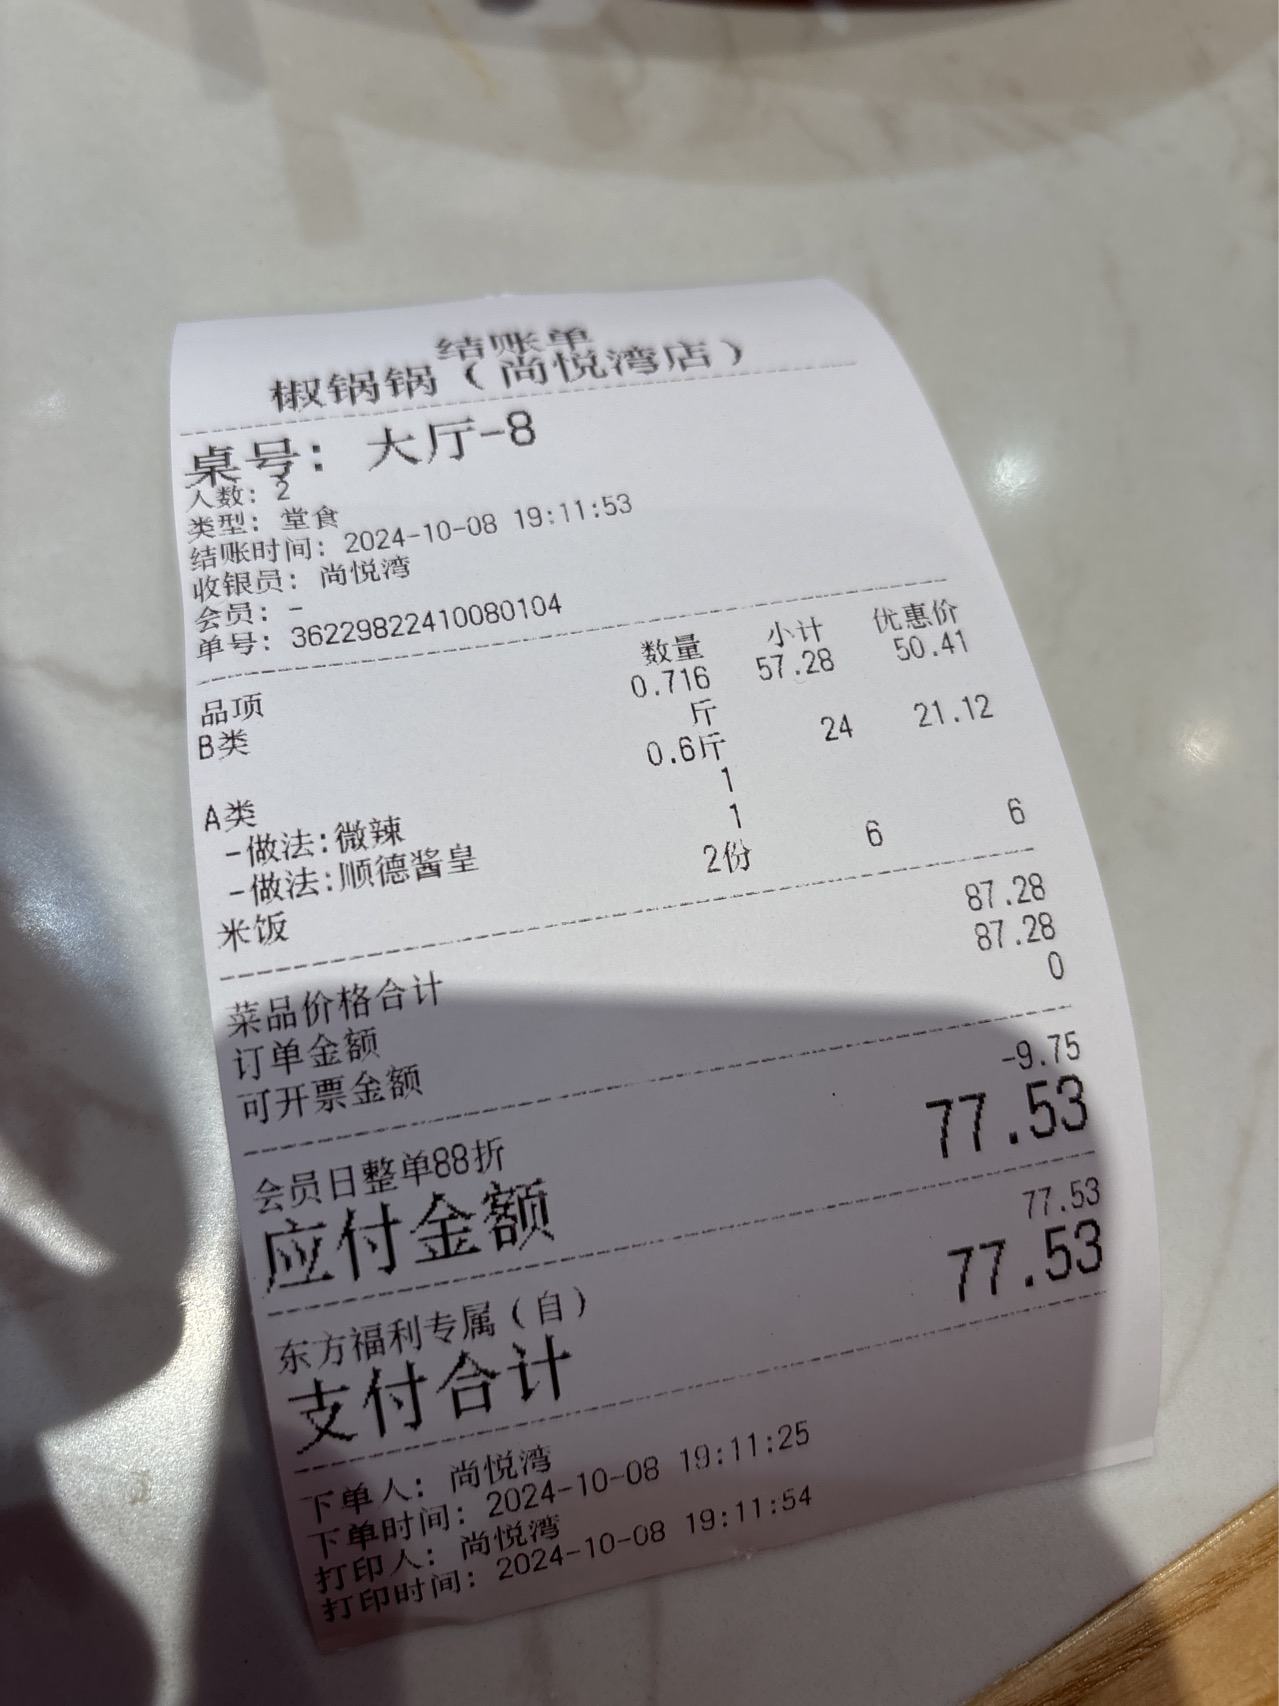 结账单
椒锅锅（尚悦湾店）
桌号： 大厅-8
人数： 2
类型： 堂食
结账时间： 2024-10-08 19:11:53
收银员： 尚悦湾
会员： -
单号： 36229822410080104
品项 数量 小计 优惠价
B类 0.716斤 57.28 50.41
A类 0.6斤 24 21.12
-做法:微辣 1
-做法:顺德酱皇 1
米饭 2份 6 6
菜品价格合计 87.28
订单金额 87.28
可开票金额 0
会员日整单88折 -9.75
应付金额 77.53
东方福利专属（自） 77.53
支付合计 77.53
下单人： 尚悦湾
下单时间： 2024-10-08 19:11:25
打印人： 尚悦湾
打印时间： 2024-10-08 19:11:54